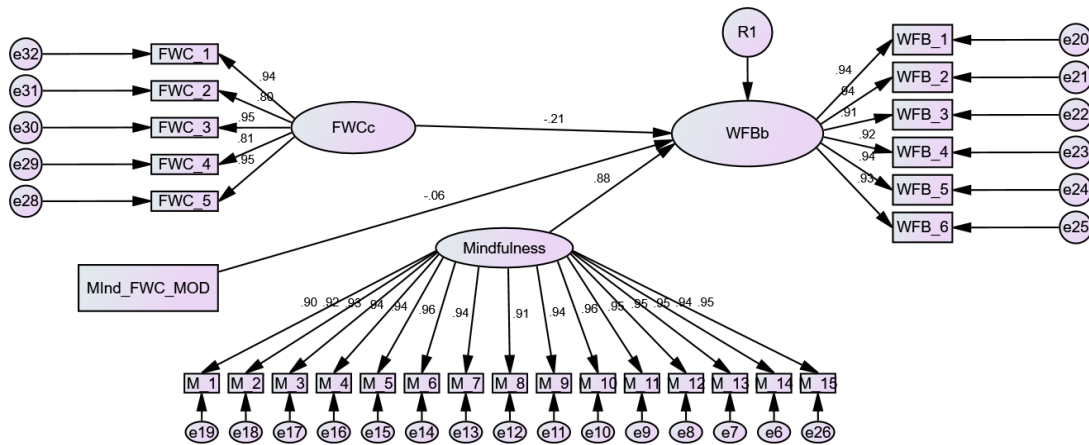 R1
e32 FWC_1 WFB_1 e20
.94 .94
e31 FWC_2 WFB_2 e21
.80 .94
e30 FWC_3 .95 FWCc -.21 WFBb .91 WFB_3 e22
e29 FWC_4 .81 .92 WFB_4 e23
.95 .94
e28 FWC_5 .88 WFB_5 e24
.93
-.06 WFB_6 e25
Mindfulness
MInd_FWC_MOD
.90 .92 .93 .94 .94 .96 .94 .91 .94 .96 .95 .95 .95 .94 .95
M_1 M_2 M_3 M_4 M_5 M_6 M_7 M_8 M_9 M_10 M_11 M_12 M_13 M_14 M_15
e19 e18 e17 e16 e15 e14 e13 e12 e11 e10 e9 e8 e7 e6 e26